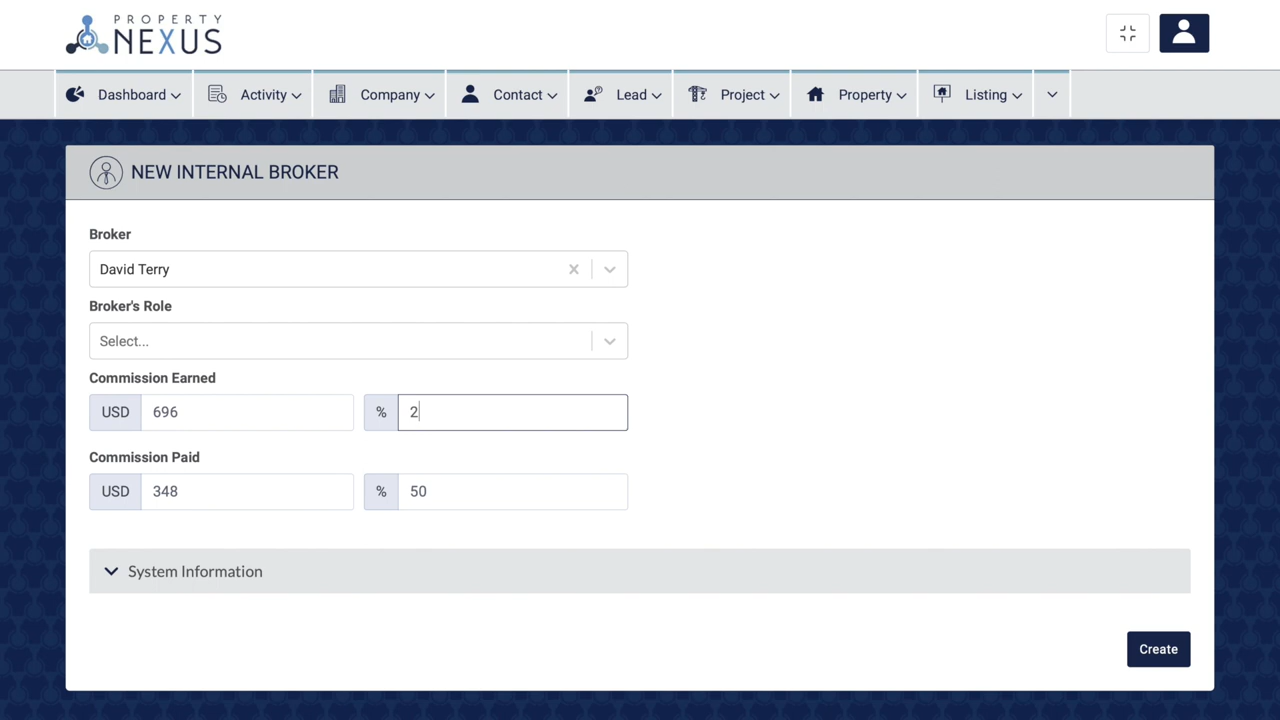 PROPERTY
NEXUS
Dashboard
Activity
Company
Contact
Lead
Project
Property
Listing
NEW INTERNAL BROKER
Broker
David Terry
Broker's Role
Select...
Commission Earned
USD 696 % 2
Commission Paid
USD 348 % 50
System Information
Create